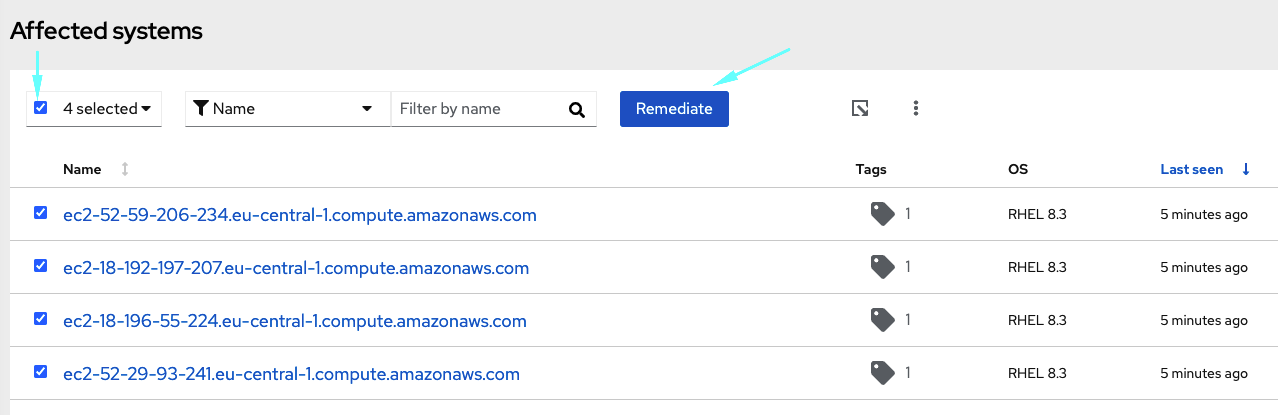 Affected systems
4 selected Name Filter by name Remediate
Name Tags OS Last seen
ec2-52-59-206-234.eu-central-1.compute.amazonaws.com 1 RHEL 8.3 5 minutes ago
ec2-18-192-197-207.eu-central-1.compute.amazonaws.com 1 RHEL 8.3 5 minutes ago
ec2-18-196-55-224.eu-central-1.compute.amazonaws.com 1 RHEL 8.3 5 minutes ago
ec2-52-29-93-241.eu-central-1.compute.amazonaws.com 1 RHEL 8.3 5 minutes ago